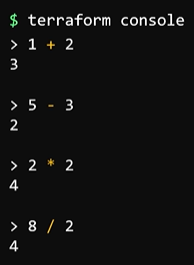 $ terraform console
> 1 + 2
3
> 5 - 3
2
> 2 * 2
4
> 8 / 2
4